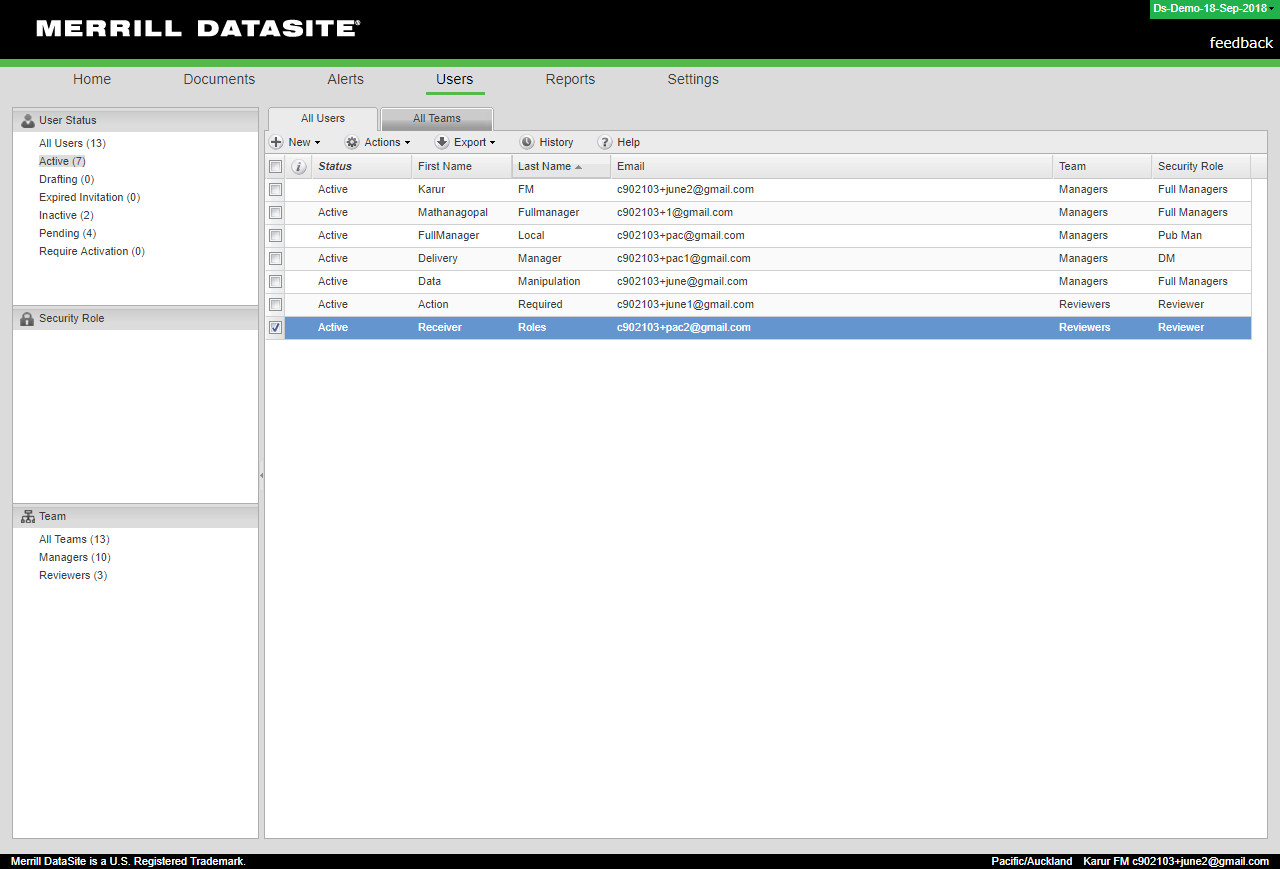 Ds-Demo-18-Sep-2018
MERRILL DATASITE®
feedback
Home Documents Alerts Users Reports Settings
User Status
All Users (13)
Active (7)
Drafting (0)
Expired Invitation (0)
Inactive (2)
Pending (4)
Require Activation (0)
Security Role
Team
All Teams (13)
Managers (10)
Reviewers (3)
All Users All Teams
New Actions Export History ? Help
i Status First Name Last Name Email Team Security Role
Active Karur FM c902103+june2@gmail.com Managers Full Managers
Active Mathanagopal Fullmanager c902103+1@gmail.com Managers Full Managers
Active FullManager Local c902103+pac@gmail.com Managers Pub Man
Active Delivery Manager c902103+pac1@gmail.com Managers DM
Active Data Manipulation c902103+june@gmail.com Managers Full Managers
Active Action Required c902103+june1@gmail.com Reviewers Reviewer
Active Receiver Roles c902103+pac2@gmail.com Reviewers Reviewer
Merrill DataSite is a U.S. Registered Trademark. Pacific/Auckland Karur FM c902103+june2@gmail.com